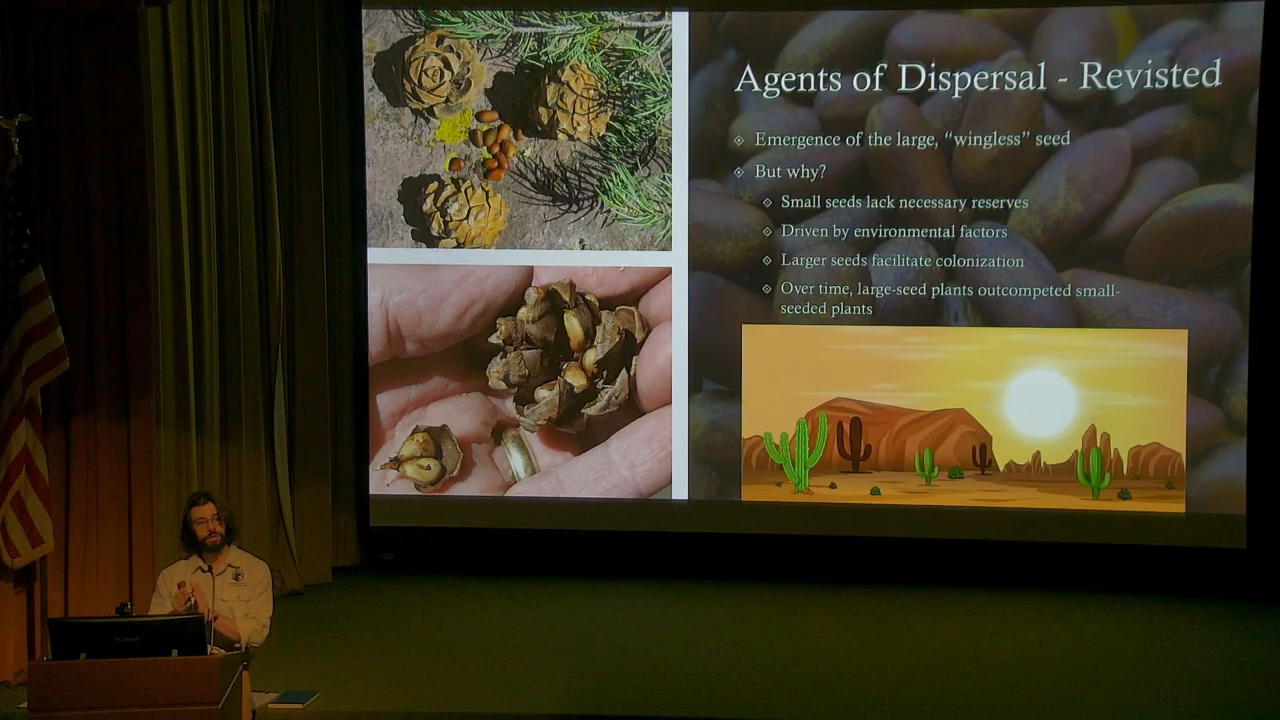 Agents of Dispersal - Revisted
Emergence of the large, “wingless” seed
But why?
Small seeds lack necessary reserves
Driven by environmental factors
Larger seeds facilitate colonization
Over time, large-seed plants outcompeted small-
seeded plants